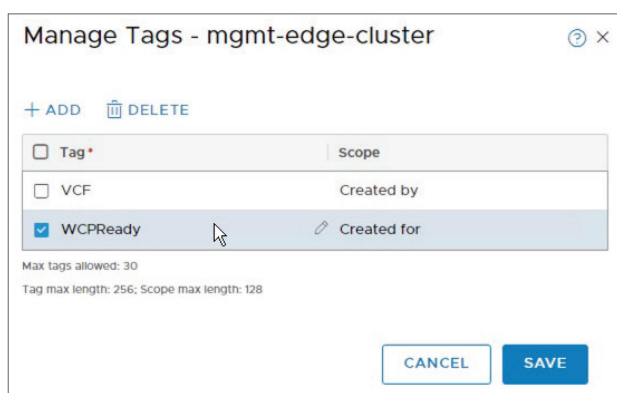 Manage Tags - mgmt-edge-cluster
ADD DELETE
Tag * Scope
VCF Created by
WCPReady Created for
Max tags allowed: 30
Tag max length: 256; Scope max length: 128
CANCEL SAVE